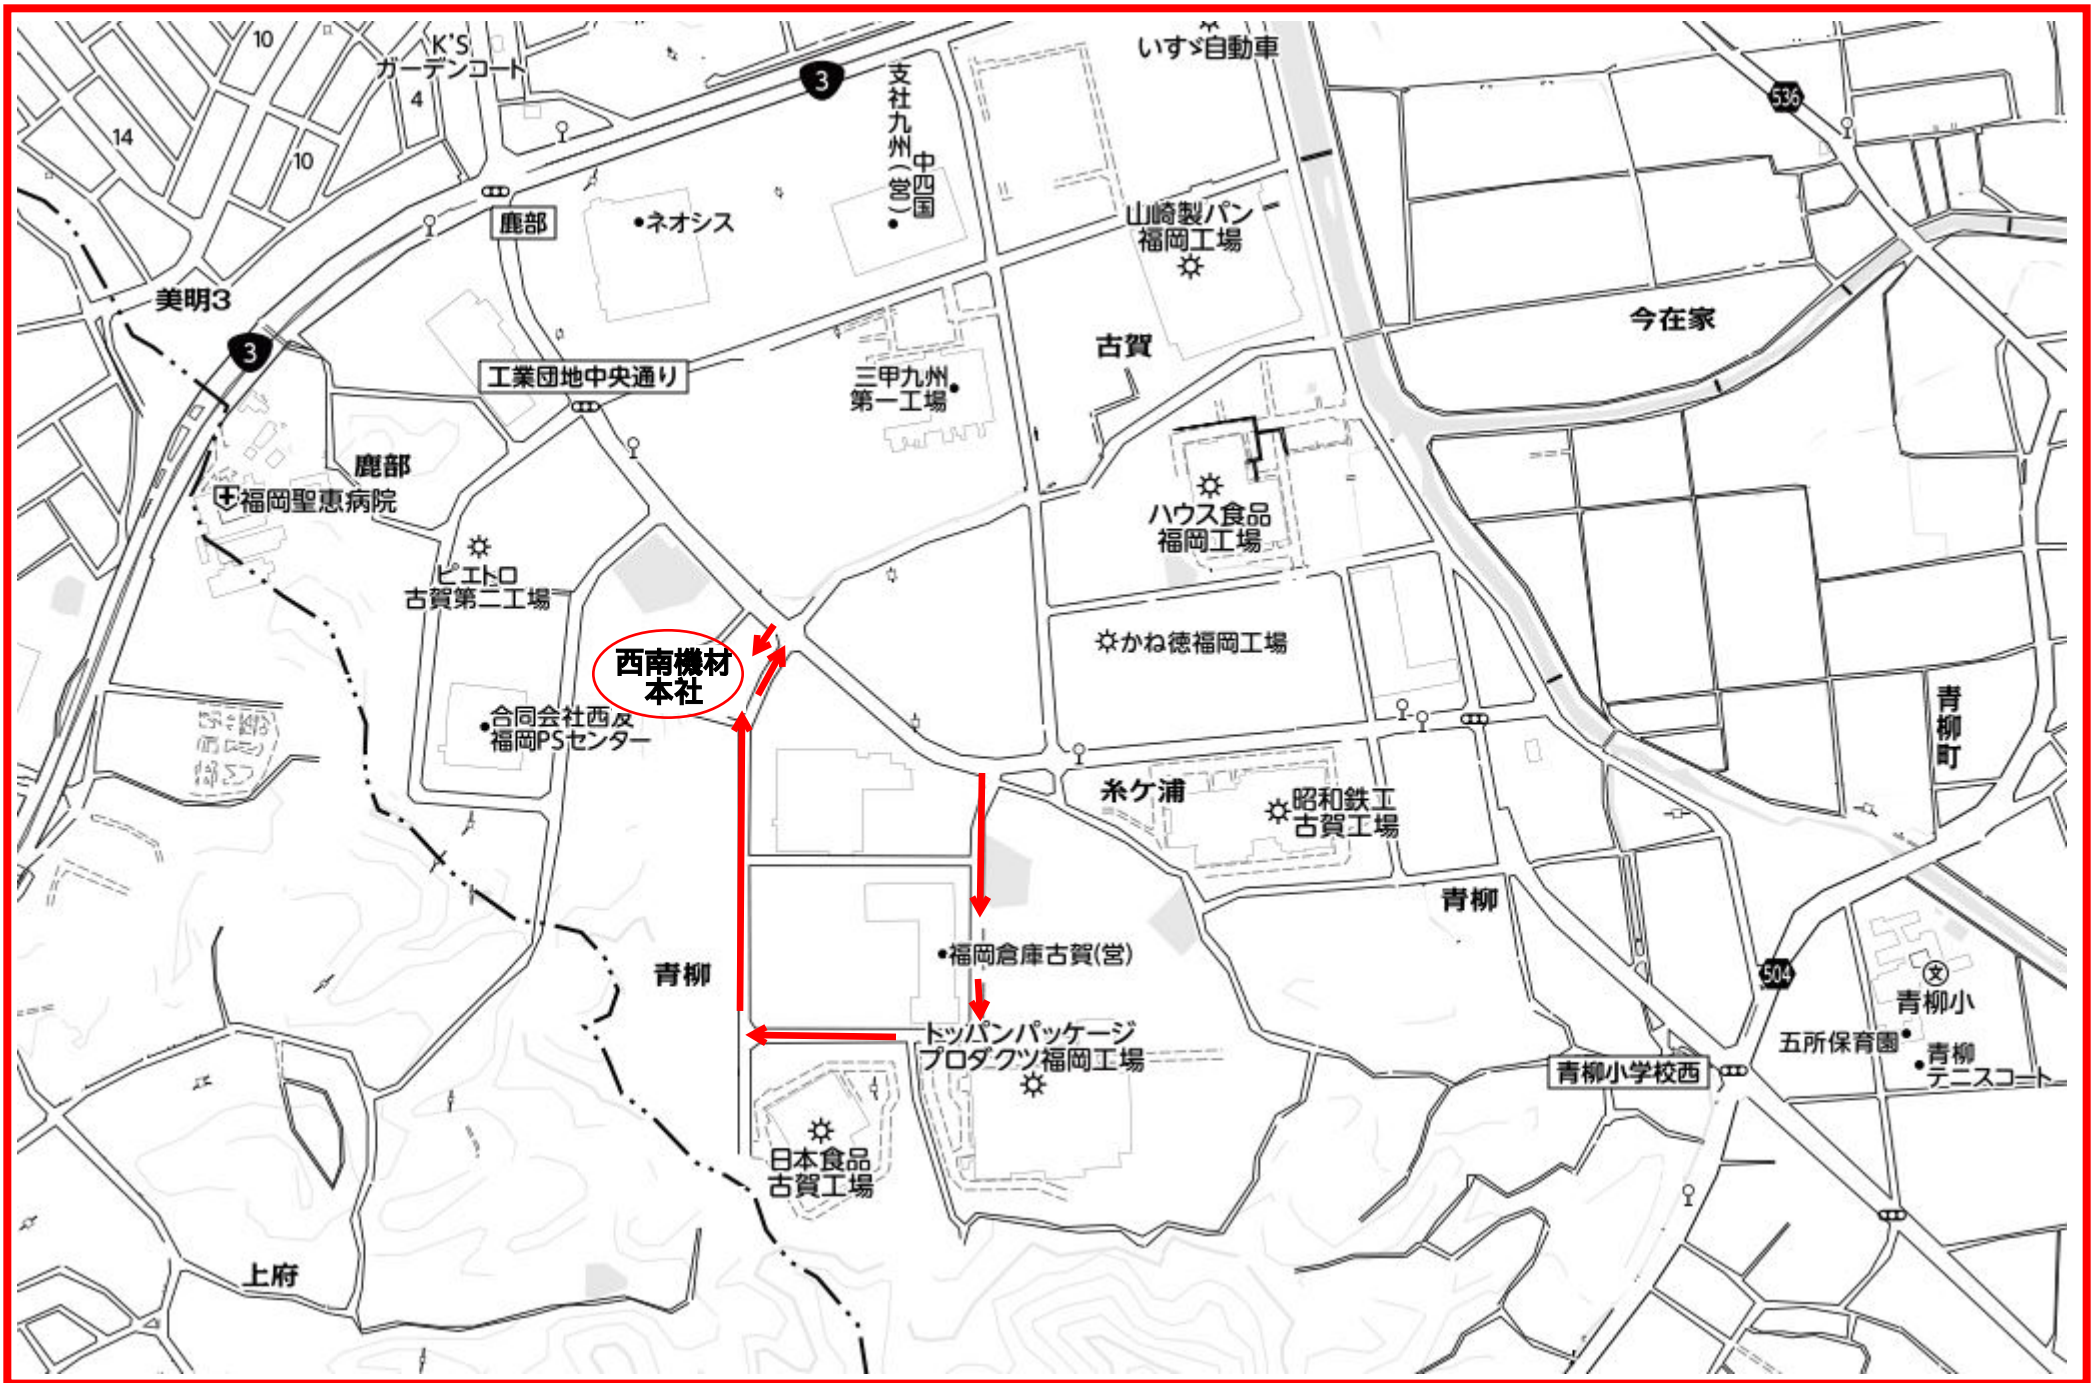 10
K'S
ガーデンコート
4
14
10
3
支社九州(営)
中四国
いすゞ自動車
536
鹿部
ネオシス
山崎製パン
福岡工場
美明3
3
工業団地中央通り
三甲九州
第一工場
古賀
今在家
鹿部
福岡聖恵病院
ハウス食品
福岡工場
ピエトロ
古賀第二工場
西南機材
本社
かね徳福岡工場
合同会社西友
福岡PSセンター
青柳町
糸ケ浦
昭和鉄工
古賀工場
青柳
福岡倉庫古賀(営)
青柳
504
文
青柳小
トッパンパッケージ
プロダクツ福岡工場
五所保育園
青柳
テニスコート
青柳小学校西
日本食品
古賀工場
上府